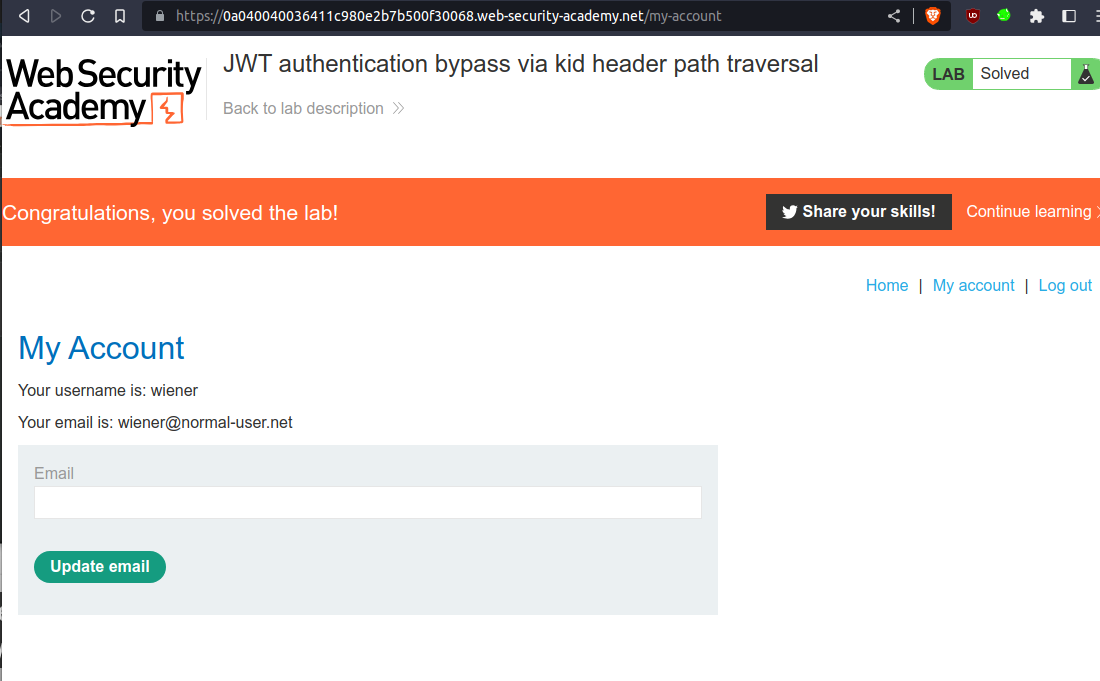 https://0a040040036411c980e2b7b500f30068.web-security-academy.net/my-account
WebSecurity
Academy
JWT authentication bypass via kid header path traversal
Back to lab description
LAB Solved
Congratulations, you solved the lab!
Share your skills! Continue learning
Home | My account | Log out
My Account
Your username is: wiener
Your email is: wiener@normal-user.net
Email
Update email